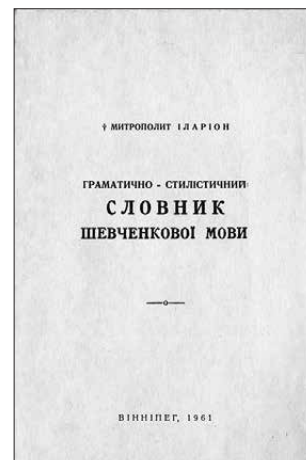 † МИТРОПОЛИТ ІЛАРІОН
ГРАМАТИЧНО - СТИЛІСТИЧНИЙ
СЛОВНИК
ШЕВЧЕНКОВОЇ МОВИ
ВІННІПЕГ, 1961